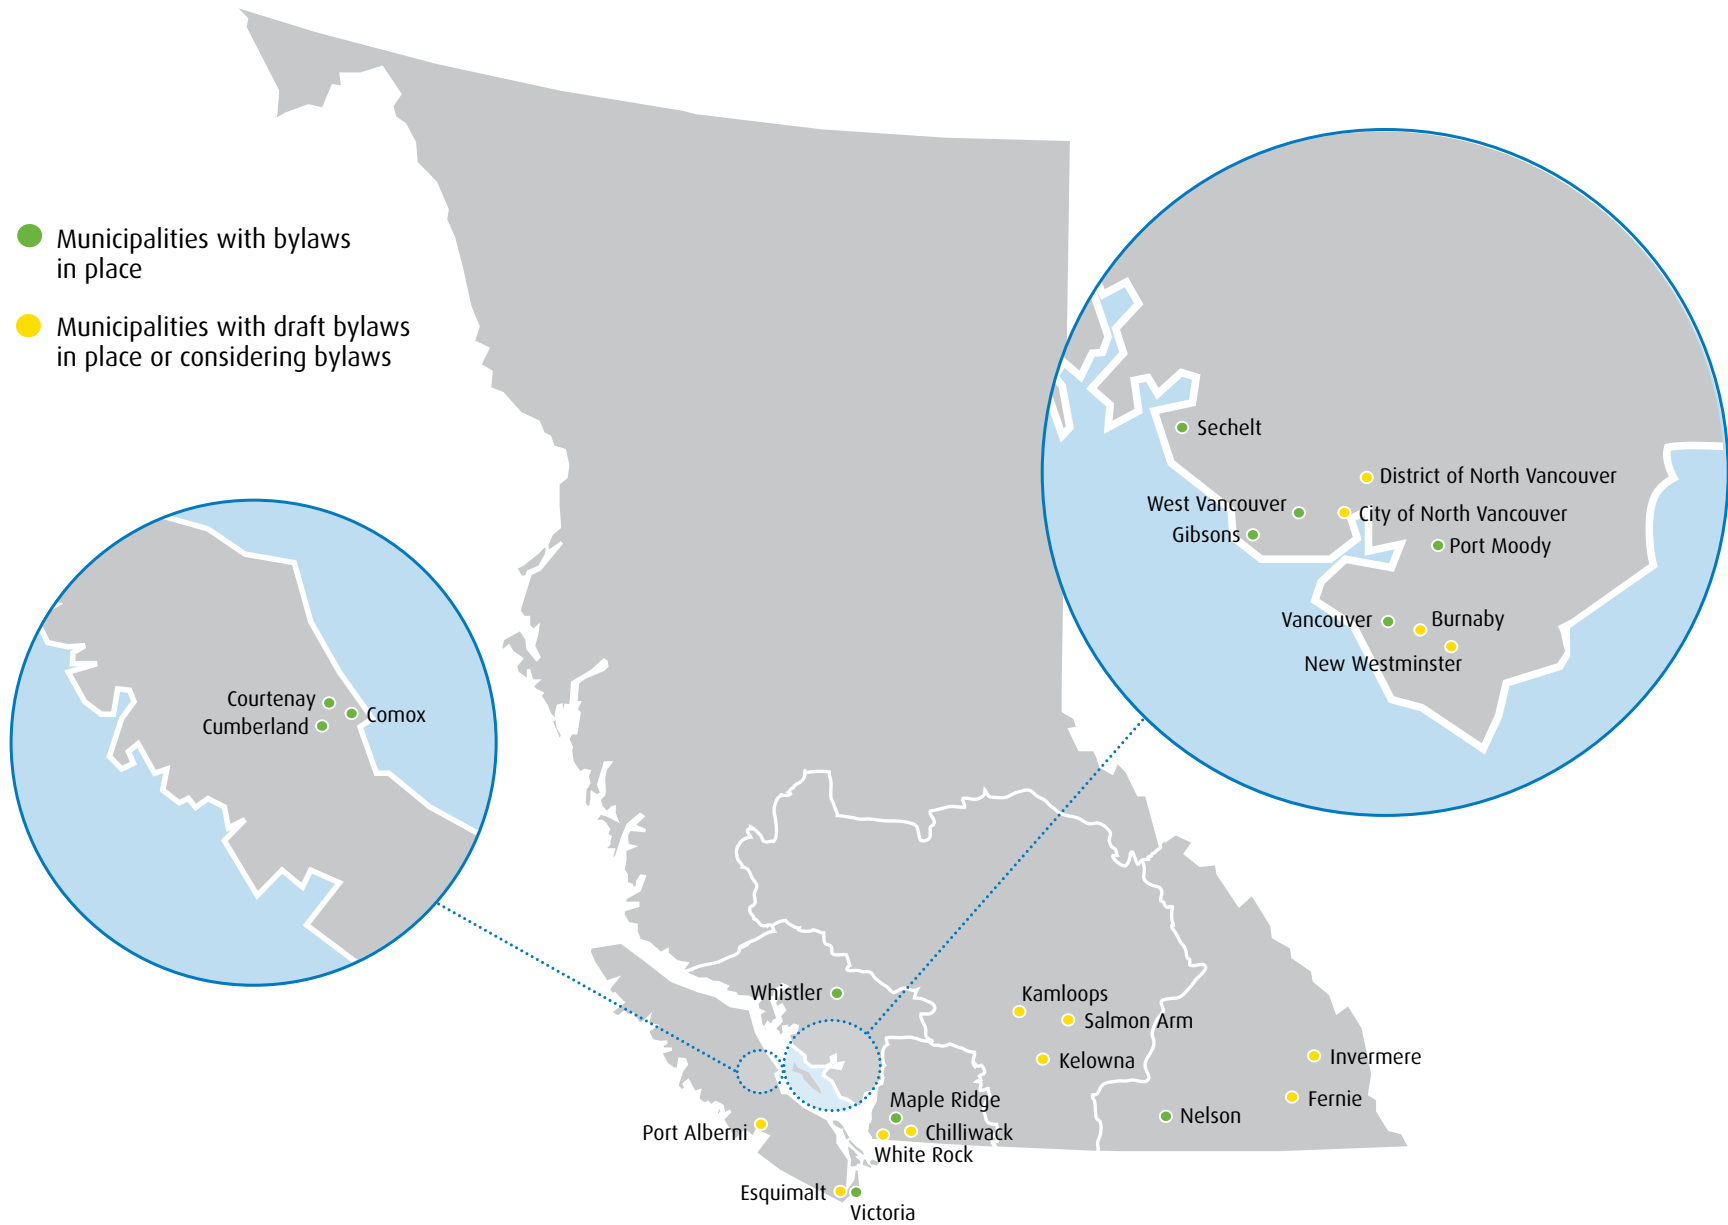 Municipalities with bylaws
in place
Municipalities with draft bylaws
in place or considering bylaws
Sechelt
District of North Vancouver
West Vancouver
City of North Vancouver
Gibsons
Port Moody
Vancouver
Burnaby
New Westminster
Courtenay
Comox
Cumberland
Whistler
Kamloops
Salmon Arm
Kelowna
Invermere
Fernie
Maple Ridge
Nelson
Port Alberni
Chilliwack
White Rock
Esquimalt
Victoria